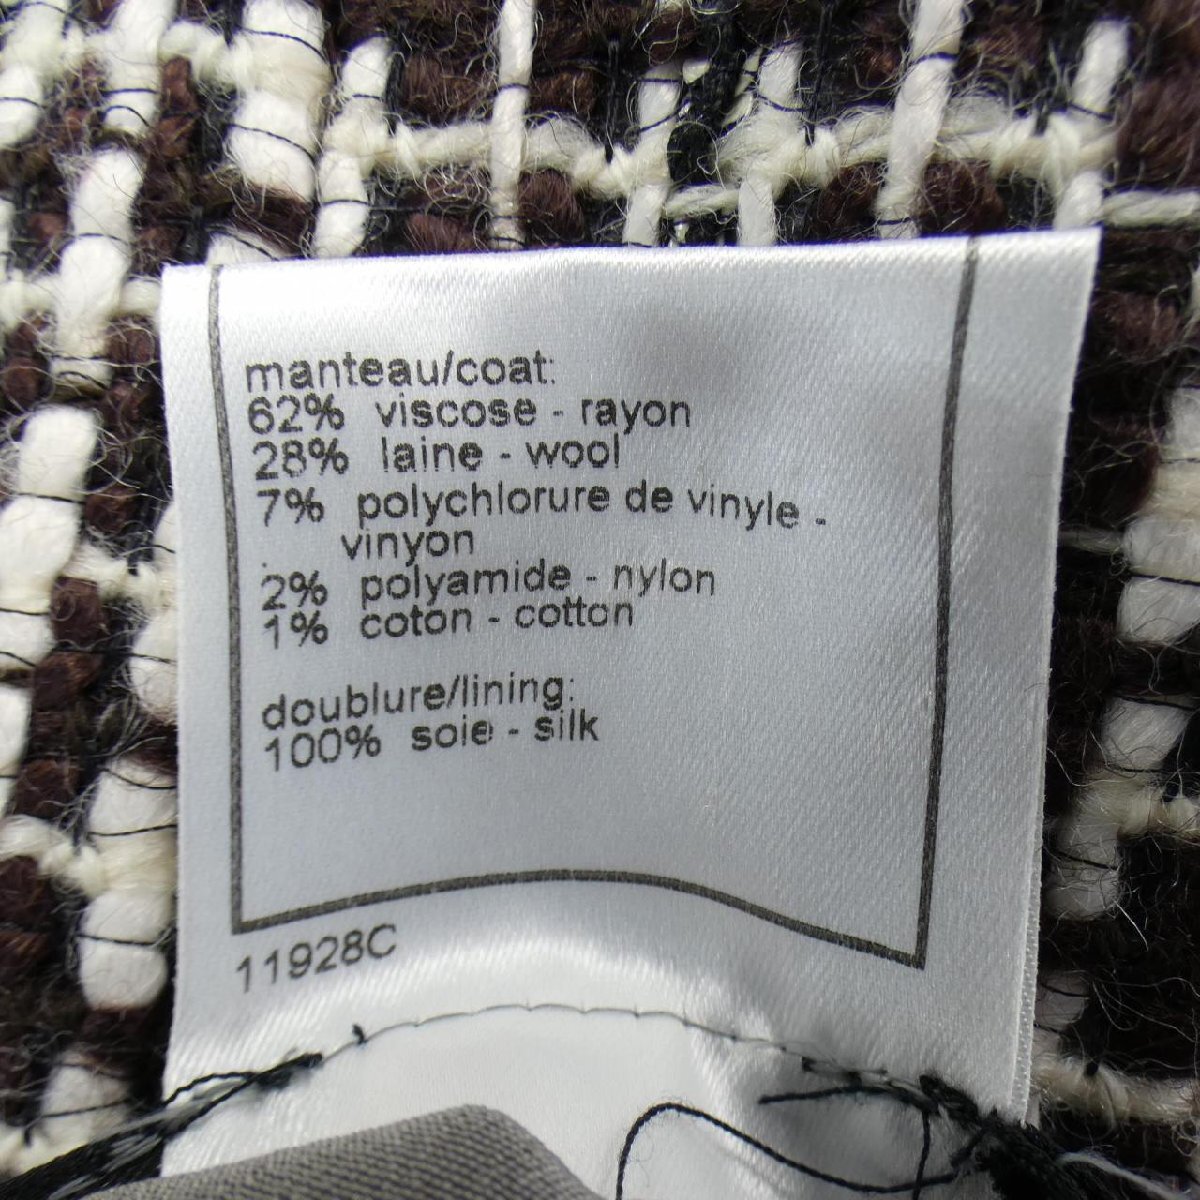 manteau/coat:
62% viscose - rayon
28% laine - wool
7% polychlorure de vinyle -
vinyon
2% polyamide - nylon
1% coton - cotton
doublure/lining:
100% soie - silk
11928C